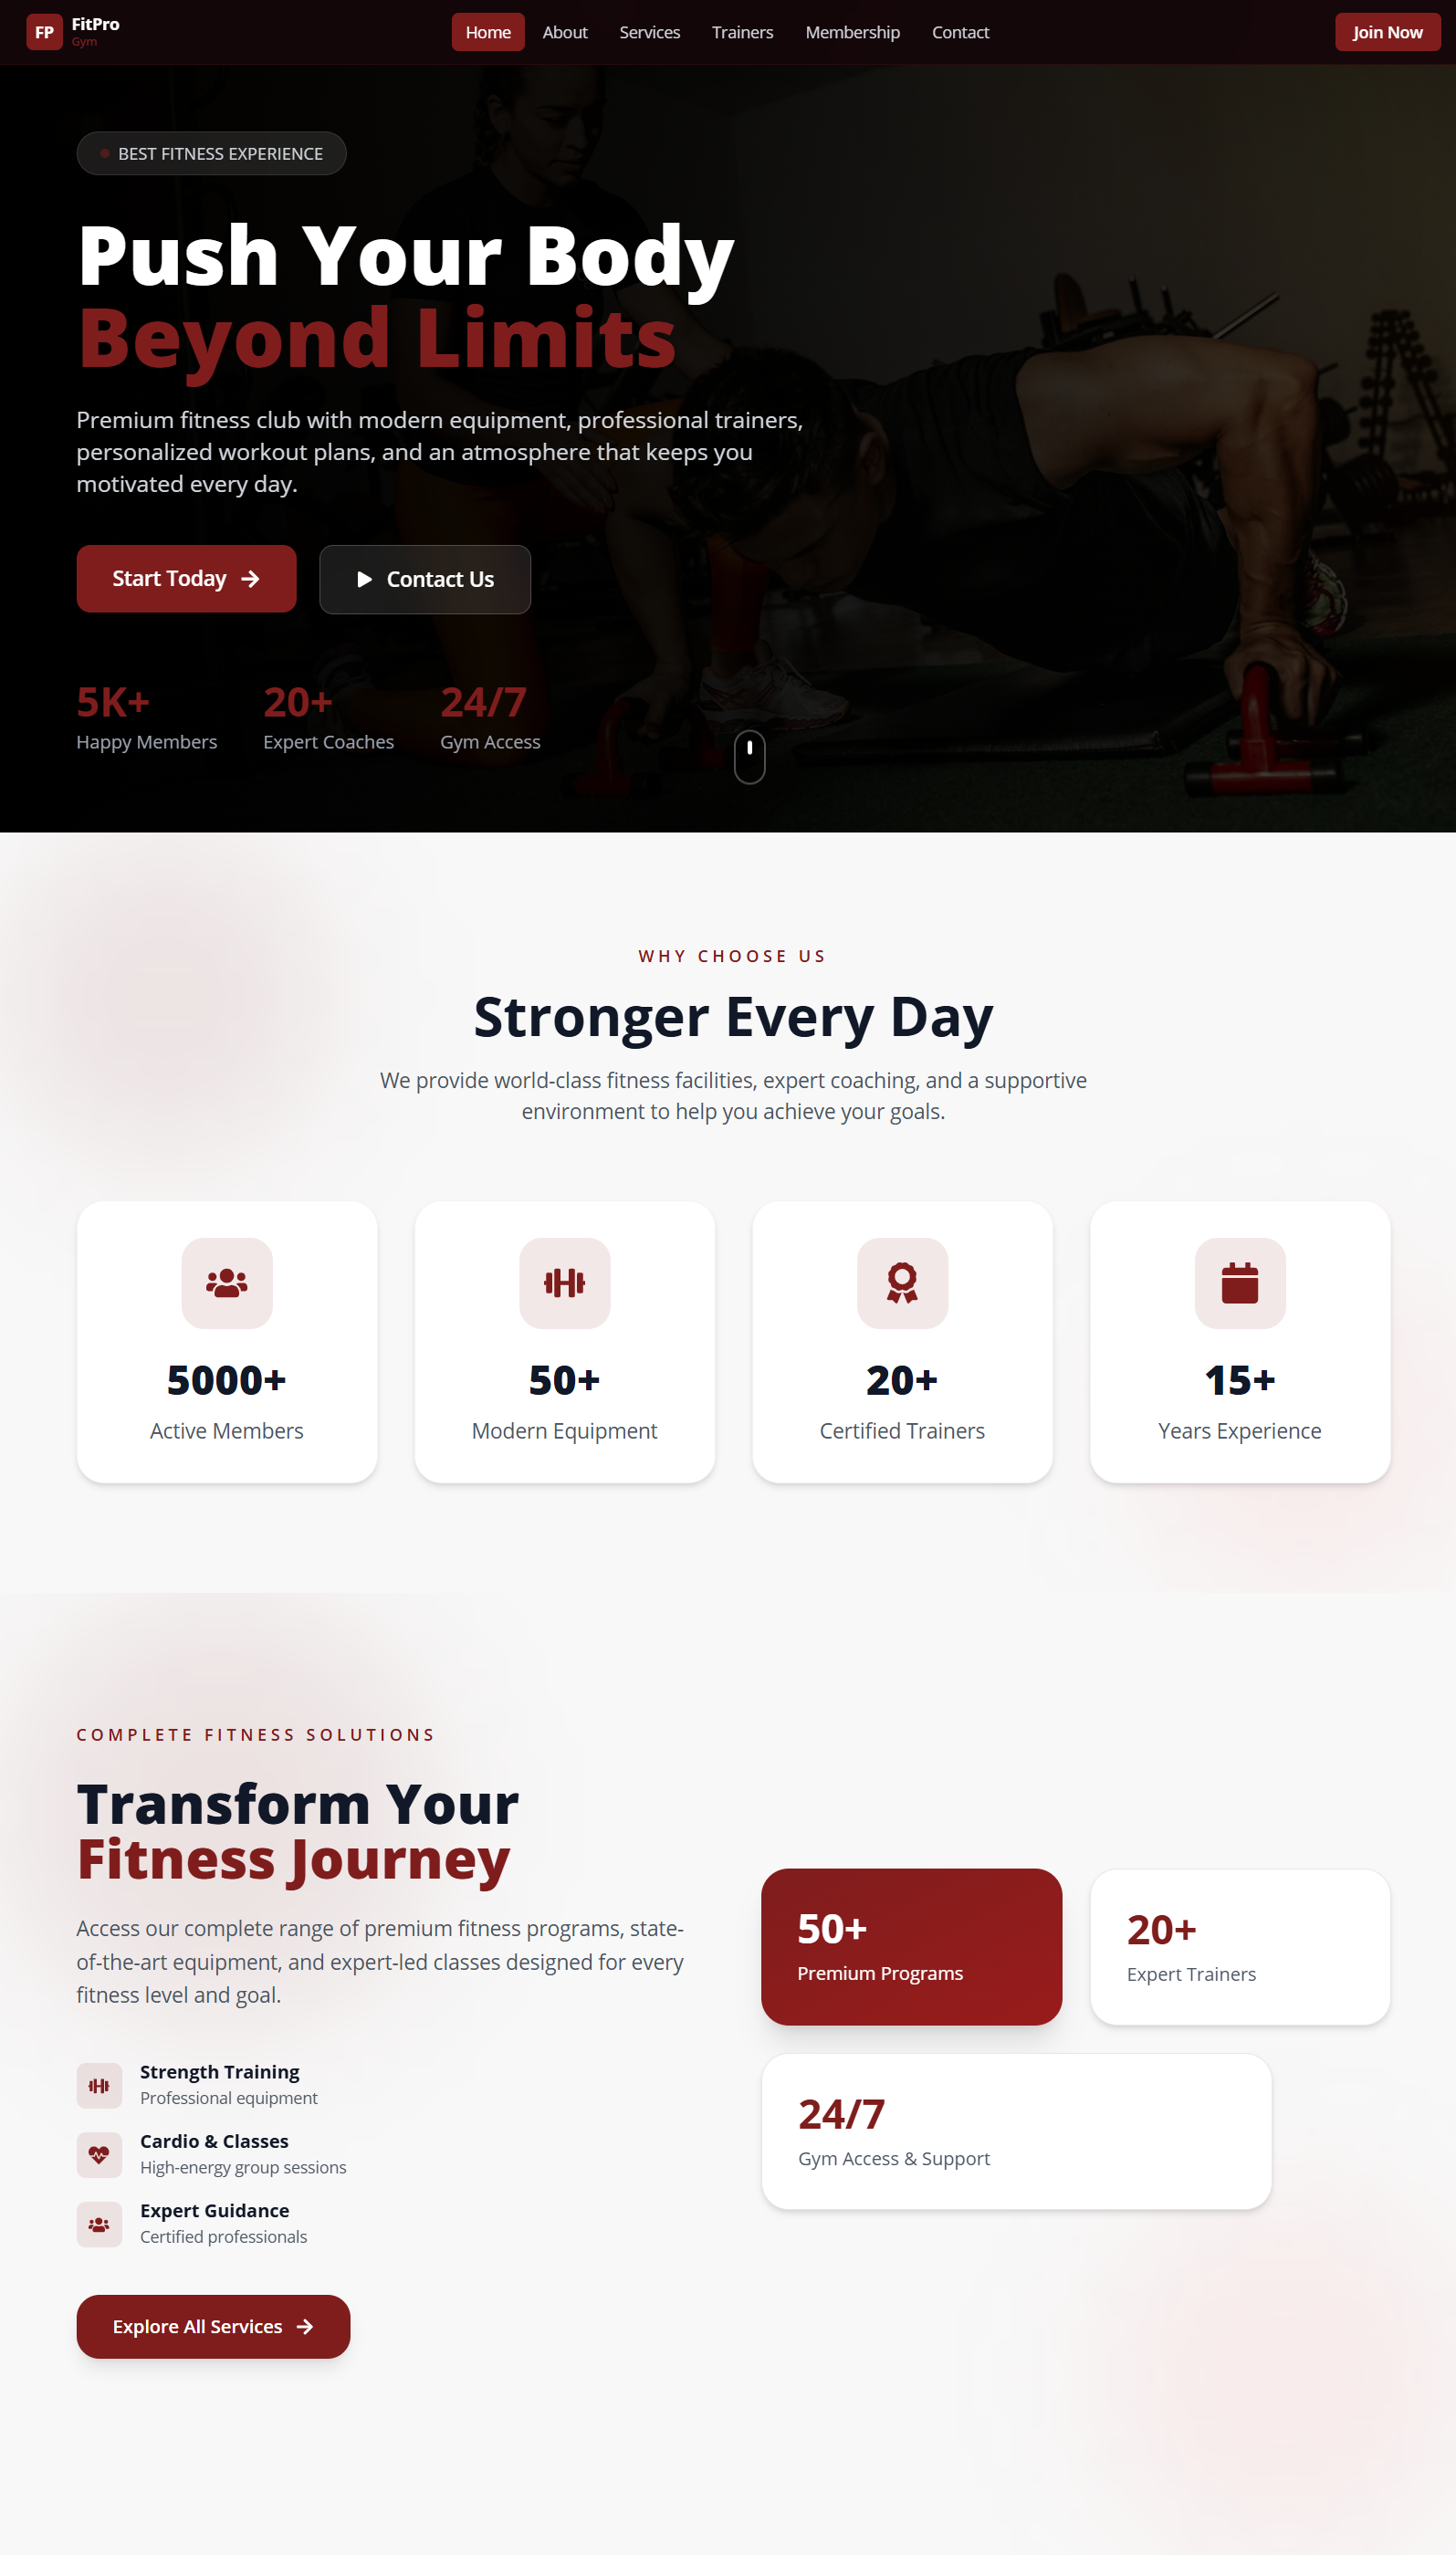 FP
FitPro
Gym
Home
About
Services
Trainers
Membership
Contact
Join Now
BEST FITNESS EXPERIENCE
Push Your Body
Beyond Limits
Premium fitness club with modern equipment, professional trainers,
personalized workout plans, and an atmosphere that keeps you
motivated every day.
Start Today
Contact Us
5K+
Happy Members
20+
Expert Coaches
24/7
Gym Access
WHY CHOOSE US
Stronger Every Day
We provide world-class fitness facilities, expert coaching, and a supportive
environment to help you achieve your goals.
5000+
Active Members
50+
Modern Equipment
20+
Certified Trainers
15+
Years Experience
COMPLETE FITNESS SOLUTIONS
Transform Your
Fitness Journey
Access our complete range of premium fitness programs, state-
of-the-art equipment, and expert-led classes designed for every
fitness level and goal.
Strength Training
Professional equipment
Cardio & Classes
High-energy group sessions
Expert Guidance
Certified professionals
Explore All Services
50+
Premium Programs
20+
Expert Trainers
24/7
Gym Access & Support